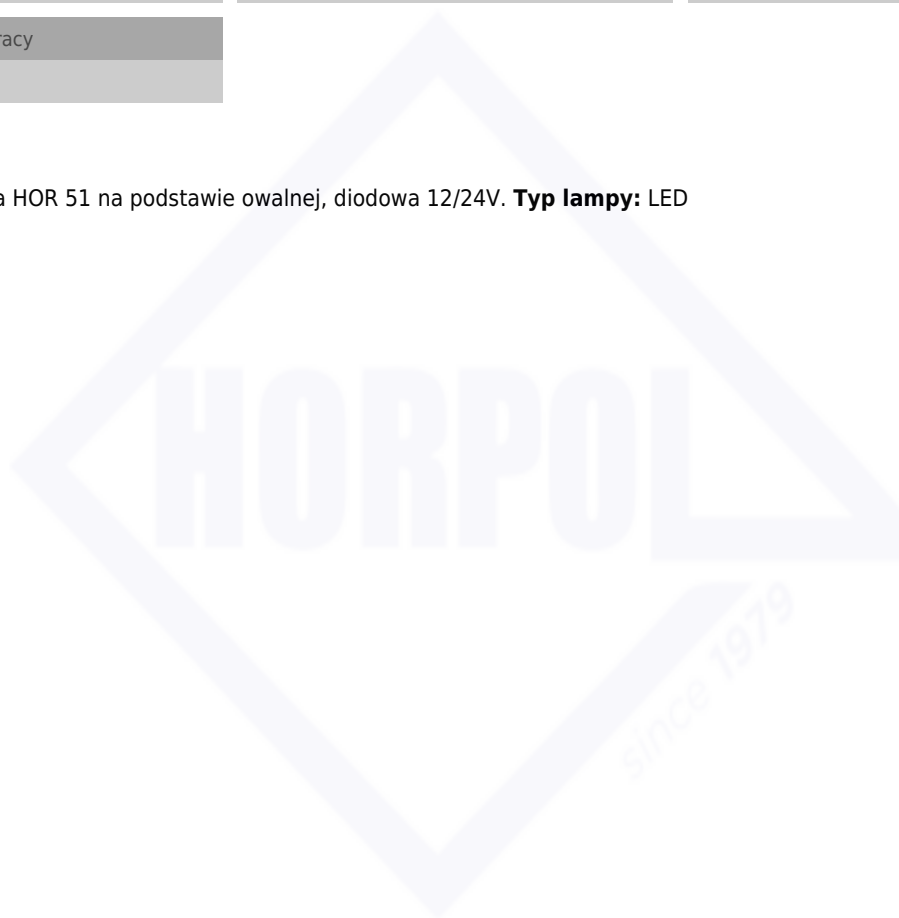 racy
a HOR 51 na podstawie owalnej, diodowa 12/24V. Typ lampy: LED
HORPOL
since 1979